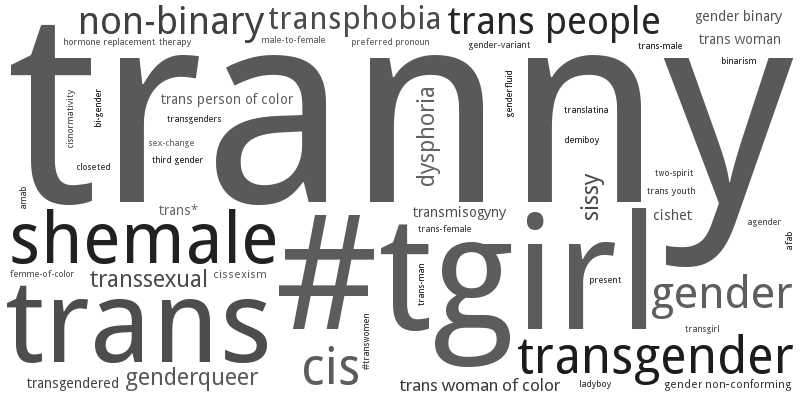 non-binary
transphobia
trans people
gender binary
hormone replacement therapy
male-to-female
preferred pronoun
gender-variant
trans-male
trans woman
binarism
tranny
cisnormativity
bi-gender
trans person of color
transgenders
sex-change
third gender
closeted
dysphoria
genderfluid
translatina
demiboy
sissy
two-spirit
trans youth
amab
trans*
transmisogyny
cishet
agender
afab
shemale
#tgirl
trans-female
femme-of-color
transsexual
cissexism
trans-man
present
gender
trans
#transwomen
transgirl
cis
transgender
transgendered
genderqueer
trans woman of color
ladyboy
gender non-conforming